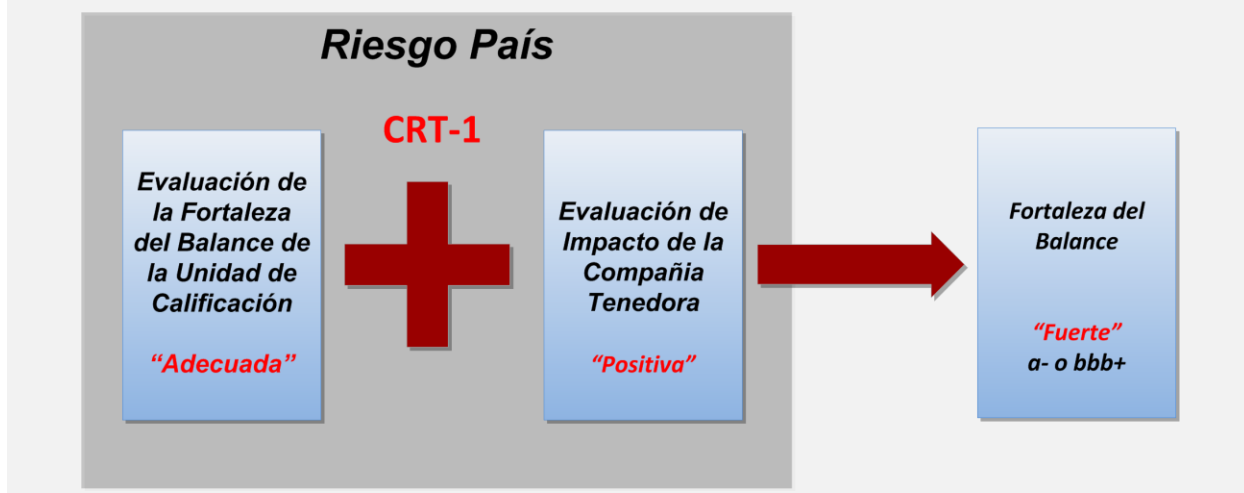 Riesgo País
CRT-1
Evaluación de
la Fortaleza
del Balance de
la Unidad de
Calificación
“Adecuada”
Evaluación de
Impacto de la
Compañia
Tenedora
“Positiva”
Fortaleza del
Balance
“Fuerte”
a- o bbb+